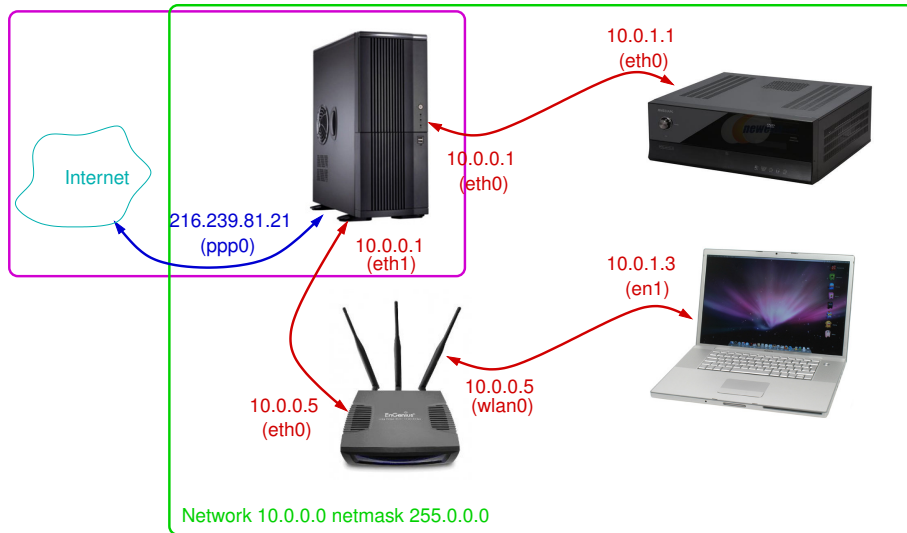 10.0.1.1
(eth0)
newe
10.0.0.1
(eth0)
Internet
216.239.81.21
(ppp0)
10.0.0.1
(eth1)
10.0.1.3
(en1)
10.0.0.5
(wlan0)
10.0.0.5
(eth0)
EnGenius
Network 10.0.0.0 netmask 255.0.0.0